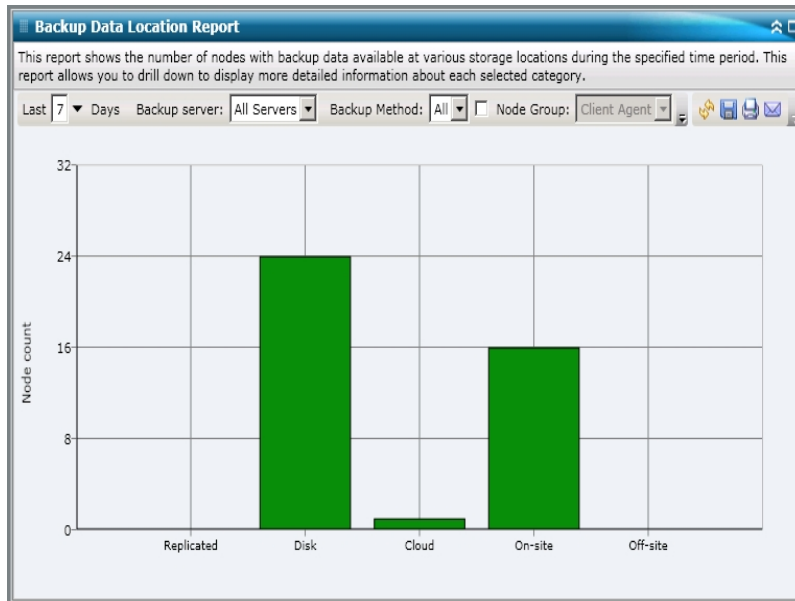 Backup Data Location Report
This report shows the number of nodes with backup data available at various storage locations during the specified time period. This
report allows you to drill down to display more detailed information about each selected category.
Last 7 Days Backup server: All Servers Backup Method: All Node Group: Client Agent
32
24
16
8
0
Node count
Replicated Disk Cloud On-site Off-site